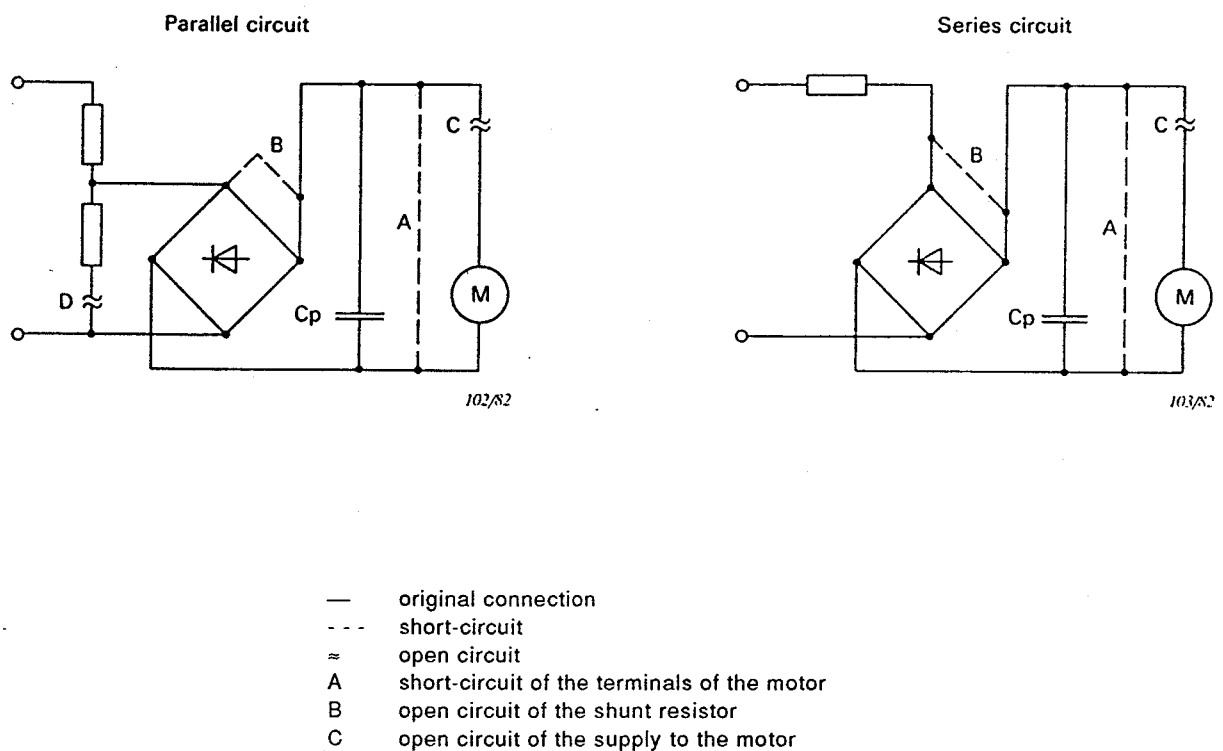 Parallel circuit
Series circuit
B
C
A
D
Cp
M
102/82
B
C
A
Cp
M
103/82
— original connection
- - - short-circuit
≈ open circuit
A short-circuit of the terminals of the motor
B open circuit of the shunt resistor
C open circuit of the supply to the motor